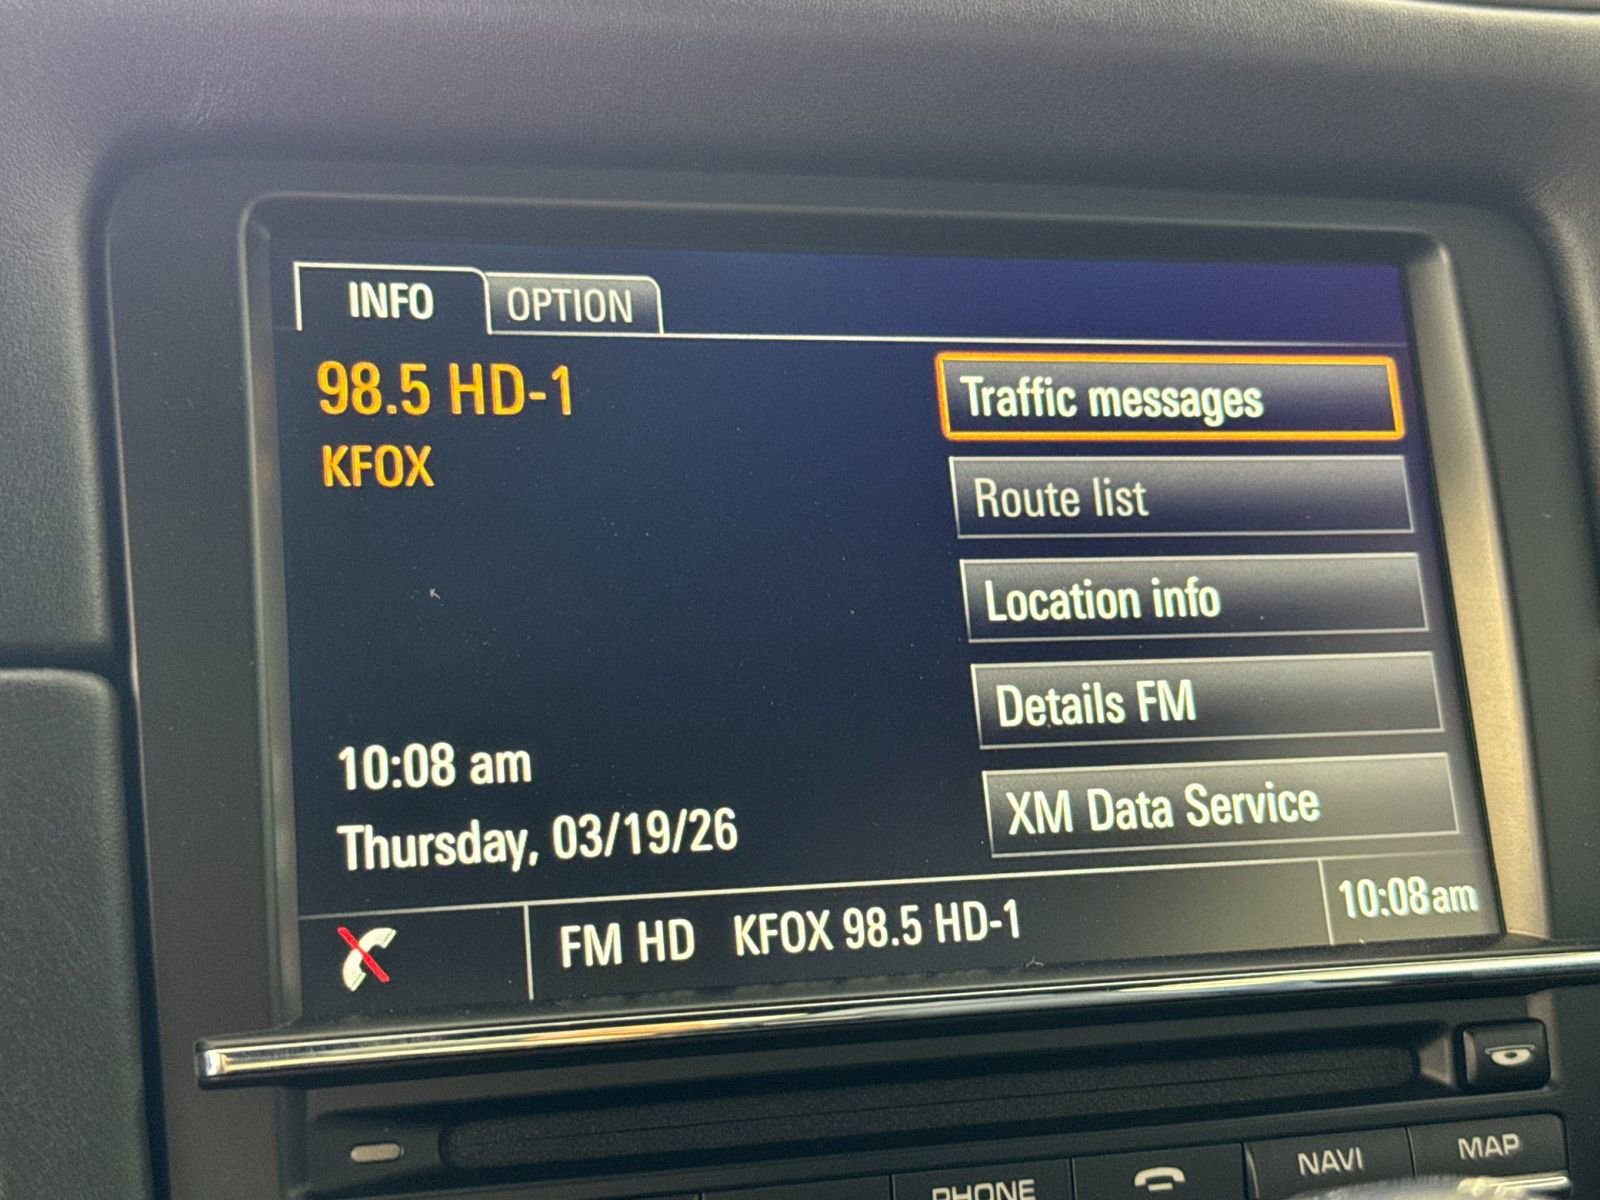 INFO OPTION
98.5 HD-1
KFOX
Traffic messages
Route list
Location info
Details FM
XM Data Service
10:08 am
Thursday, 03/19/26
FM HD KFOX 98.5 HD-1 10:08am
PHONE NAVI MAP